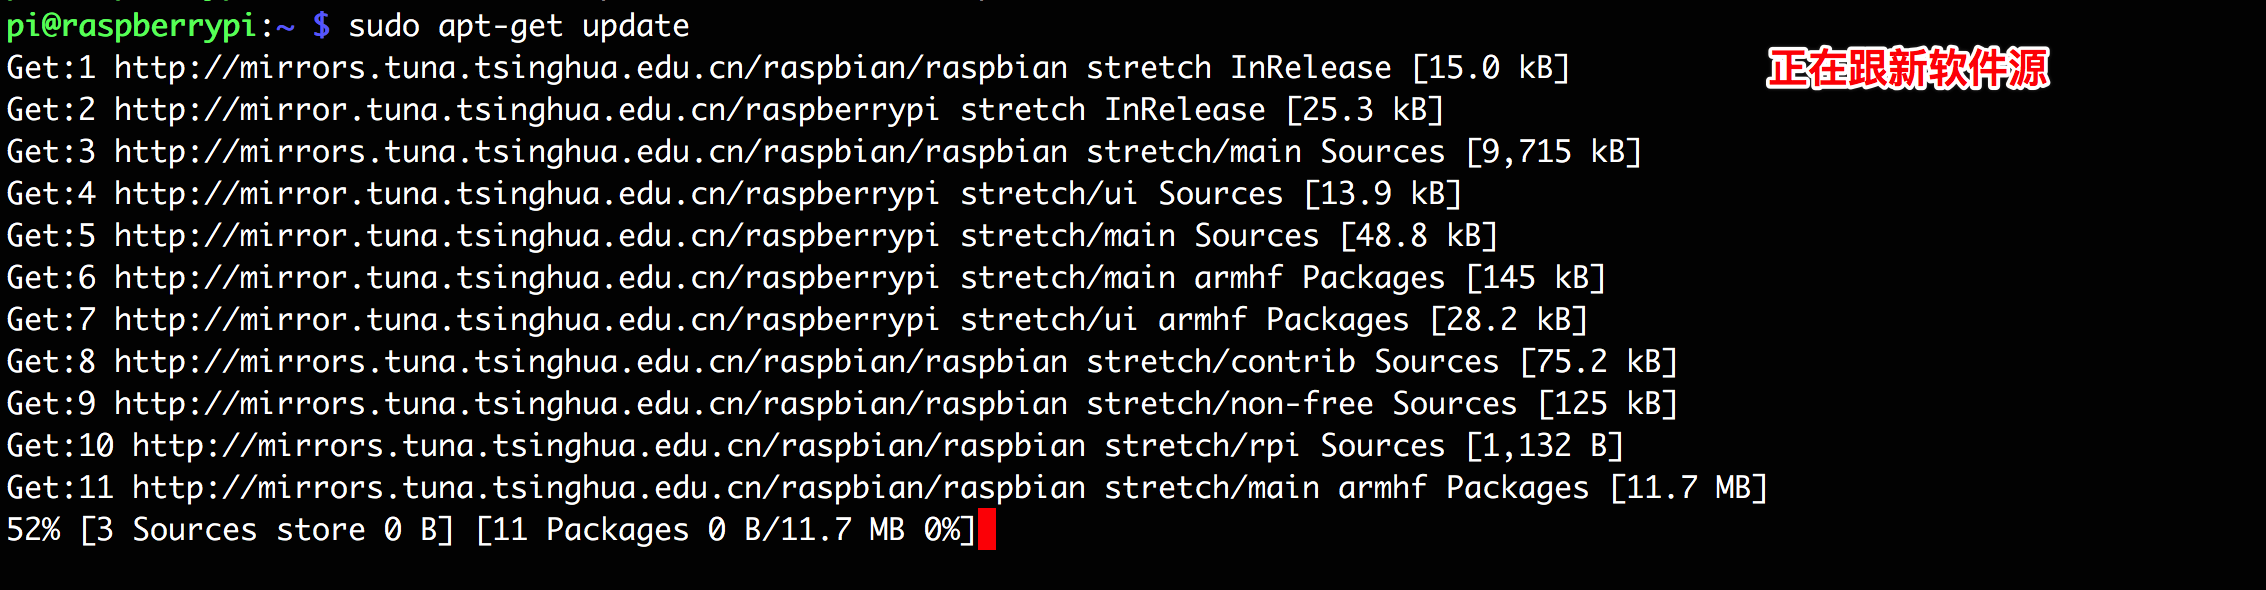 pi@raspberrypi:~ $ sudo apt-get update
Get:1 http://mirrors.tuna.tsinghua.edu.cn/raspbian/raspbian stretch InRelease [15.0 kB]
正在跟新软件源
Get:2 http://mirror.tuna.tsinghua.edu.cn/raspberrypi stretch InRelease [25.3 kB]
Get:3 http://mirrors.tuna.tsinghua.edu.cn/raspbian/raspbian stretch/main Sources [9,715 kB]
Get:4 http://mirror.tuna.tsinghua.edu.cn/raspberrypi stretch/ui Sources [13.9 kB]
Get:5 http://mirror.tuna.tsinghua.edu.cn/raspberrypi stretch/main Sources [48.8 kB]
Get:6 http://mirror.tuna.tsinghua.edu.cn/raspberrypi stretch/main armhf Packages [145 kB]
Get:7 http://mirror.tuna.tsinghua.edu.cn/raspberrypi stretch/ui armhf Packages [28.2 kB]
Get:8 http://mirrors.tuna.tsinghua.edu.cn/raspbian/raspbian stretch/contrib Sources [75.2 kB]
Get:9 http://mirrors.tuna.tsinghua.edu.cn/raspbian/raspbian stretch/non-free Sources [125 kB]
Get:10 http://mirrors.tuna.tsinghua.edu.cn/raspbian/raspbian stretch/rpi Sources [1,132 B]
Get:11 http://mirrors.tuna.tsinghua.edu.cn/raspbian/raspbian stretch/main armhf Packages [11.7 MB]
52% [3 Sources store 0 B] [11 Packages 0 B/11.7 MB 0%]